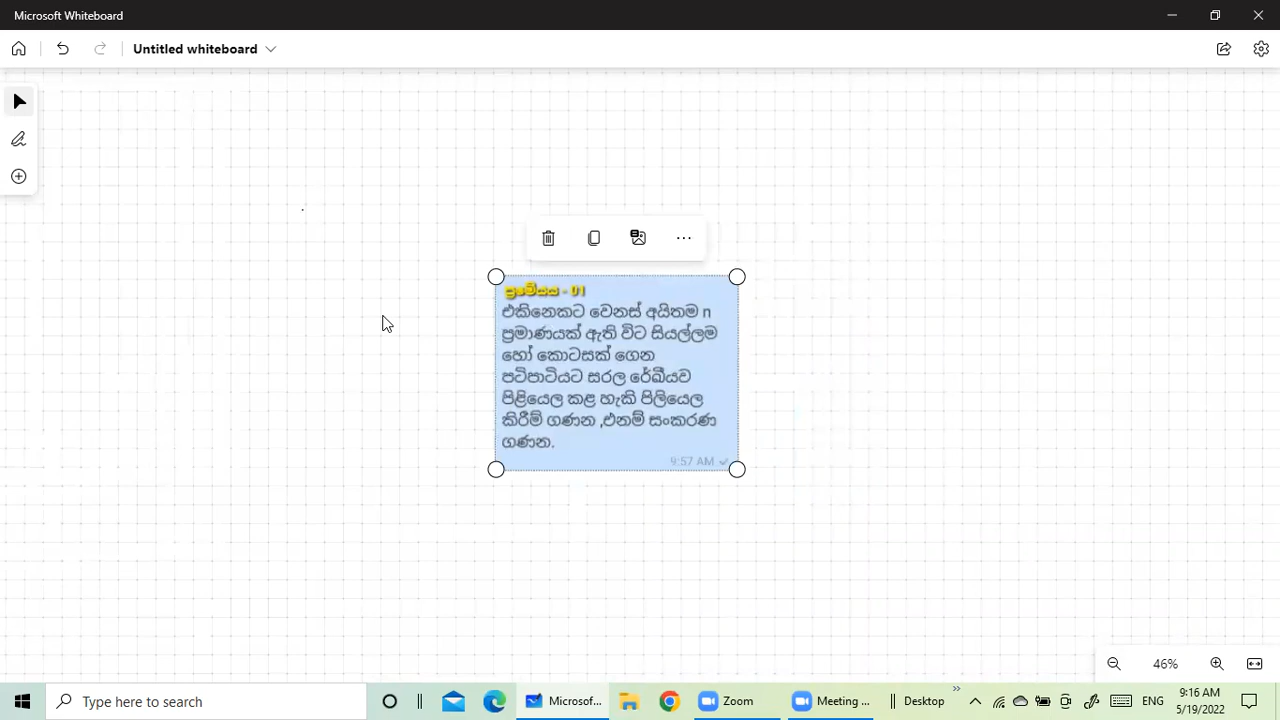 Microsoft Whiteboard
Untitled whiteboard
ප්‍රමේයය - 01
එකිනෙකට වෙනස් අයිතම n
ප්‍රමාණයක් ඇති විට සියල්ලම
හෝ කොටසක් ගෙන
පටිපාටියට සරල රේඛීයව
පිළියෙල කළ හැකි පිලියෙල
කිරීම් ගණන ,එනම් සංකරණ
ගණන.
9:57 AM
46%
Type here to search
Microsof...
Zoom
Meeting ...
Desktop
ENG
9:16 AM
5/19/2022